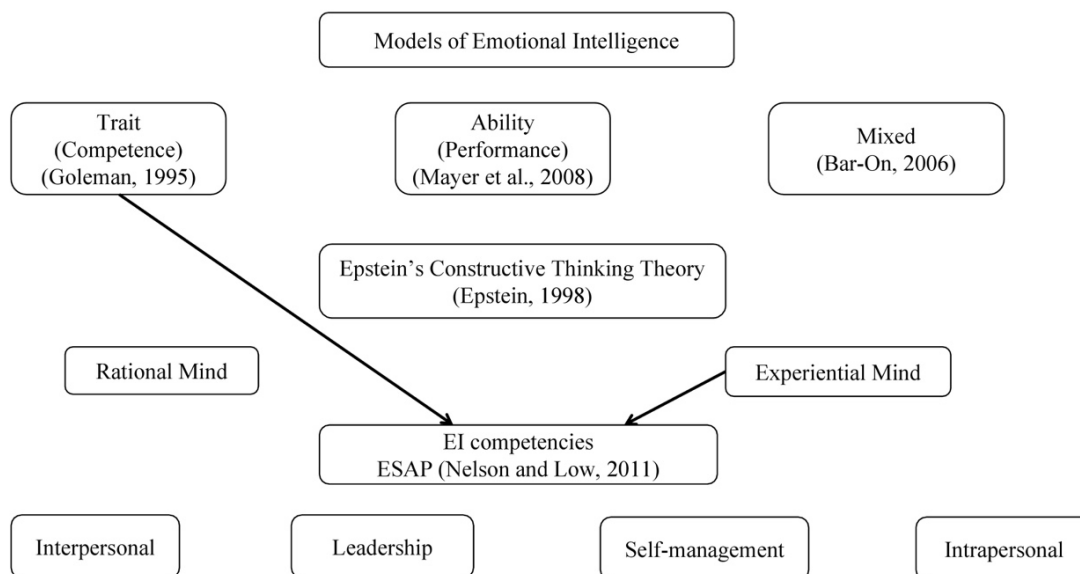 Models of Emotional Intelligence
Trait
(Competence)
(Goleman, 1995)
Ability
(Performance)
(Mayer et al., 2008)
Mixed
(Bar-On, 2006)
Epstein’s Constructive Thinking Theory
(Epstein, 1998)
Rational Mind
Experiential Mind
EI competencies
ESAP (Nelson and Low, 2011)
Interpersonal
Leadership
Self-management
Intrapersonal